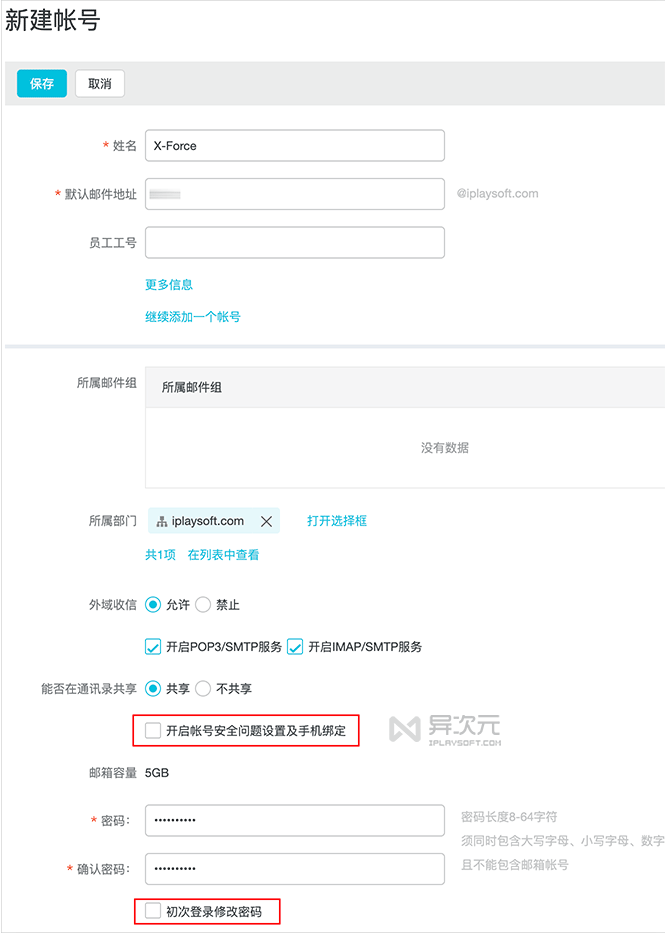 新建帐号
保存 取消
* 姓名 X-Force
* 默认邮件地址 @iplaysoft.com
员工工号
更多信息
继续添加一个帐号
所属邮件组 所属邮件组
没有数据
所属部门 iplaysoft.com 打开选择框
共1项 在列表中查看
外域收信 允许 禁止
开启POP3/SMTP服务 开启IMAP/SMTP服务
能否在通讯录共享 共享 不共享
开启帐号安全问题设置及手机绑定
异次元
IPLAYSOFT.COM
邮箱容量 5GB
* 密码: •••••••••• 密码长度8-64字符
须同时包含大写字母、小写字母、数字
* 确认密码: •••••••••• 且不能包含邮箱帐号
初次登录修改密码